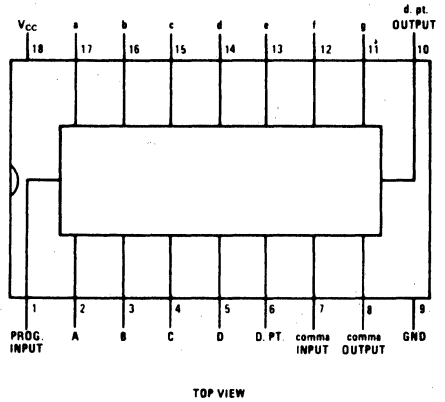 d. pt.
VCC a b c d e f g OUTPUT
18 17 16 15 14 13 12 11 10
1 2 3 4 5 6 7 8 9
PROG. A B C D D. PT. comma comma GND
INPUT INPUT OUTPUT
TOP VIEW